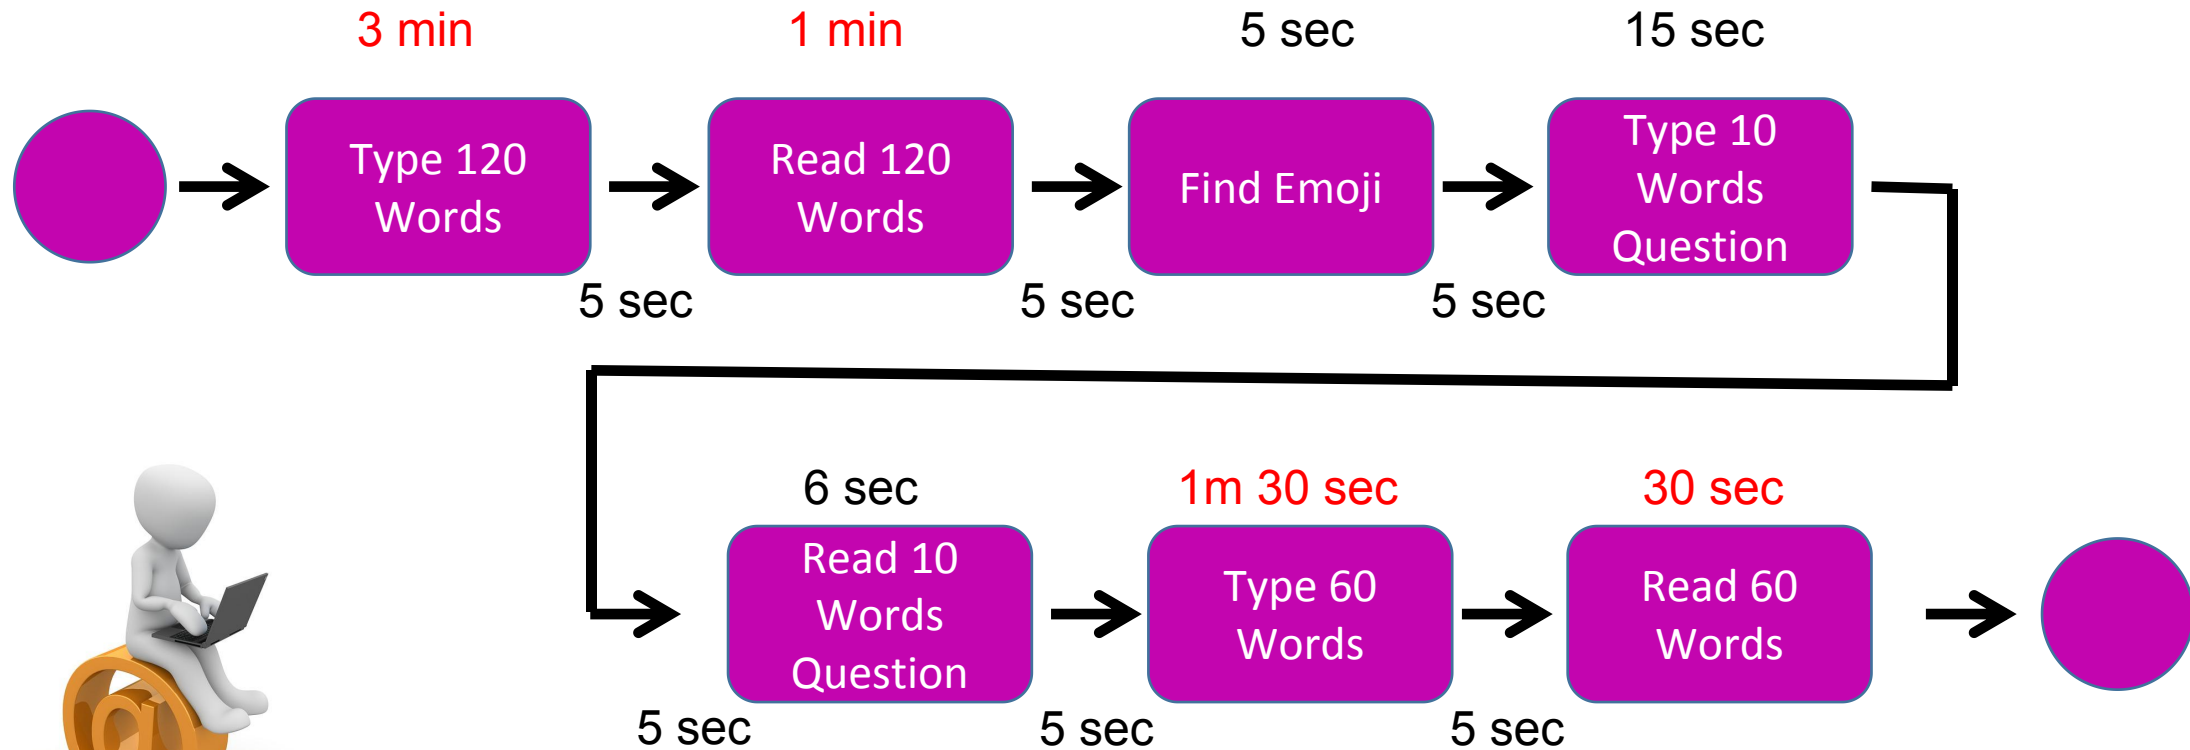 3 min
1 min
5 sec
15 sec
Type 120
Words
Read 120
Words
Find Emoji
Type 10
Words
Question
5 sec
5 sec
5 sec
6 sec
1m 30 sec
30 sec
Read 10
Words
Question
Type 60
Words
Read 60
Words
5 sec
5 sec
5 sec